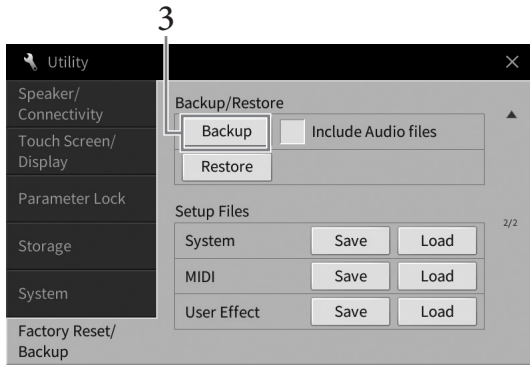 3
Utility
Speaker/
Connectivity
Touch Screen/
Display
Parameter Lock
Storage
System
Factory Reset/
Backup
Backup/Restore
Backup Include Audio files
Restore
Setup Files
System Save Load
MIDI Save Load
User Effect Save Load
2/2